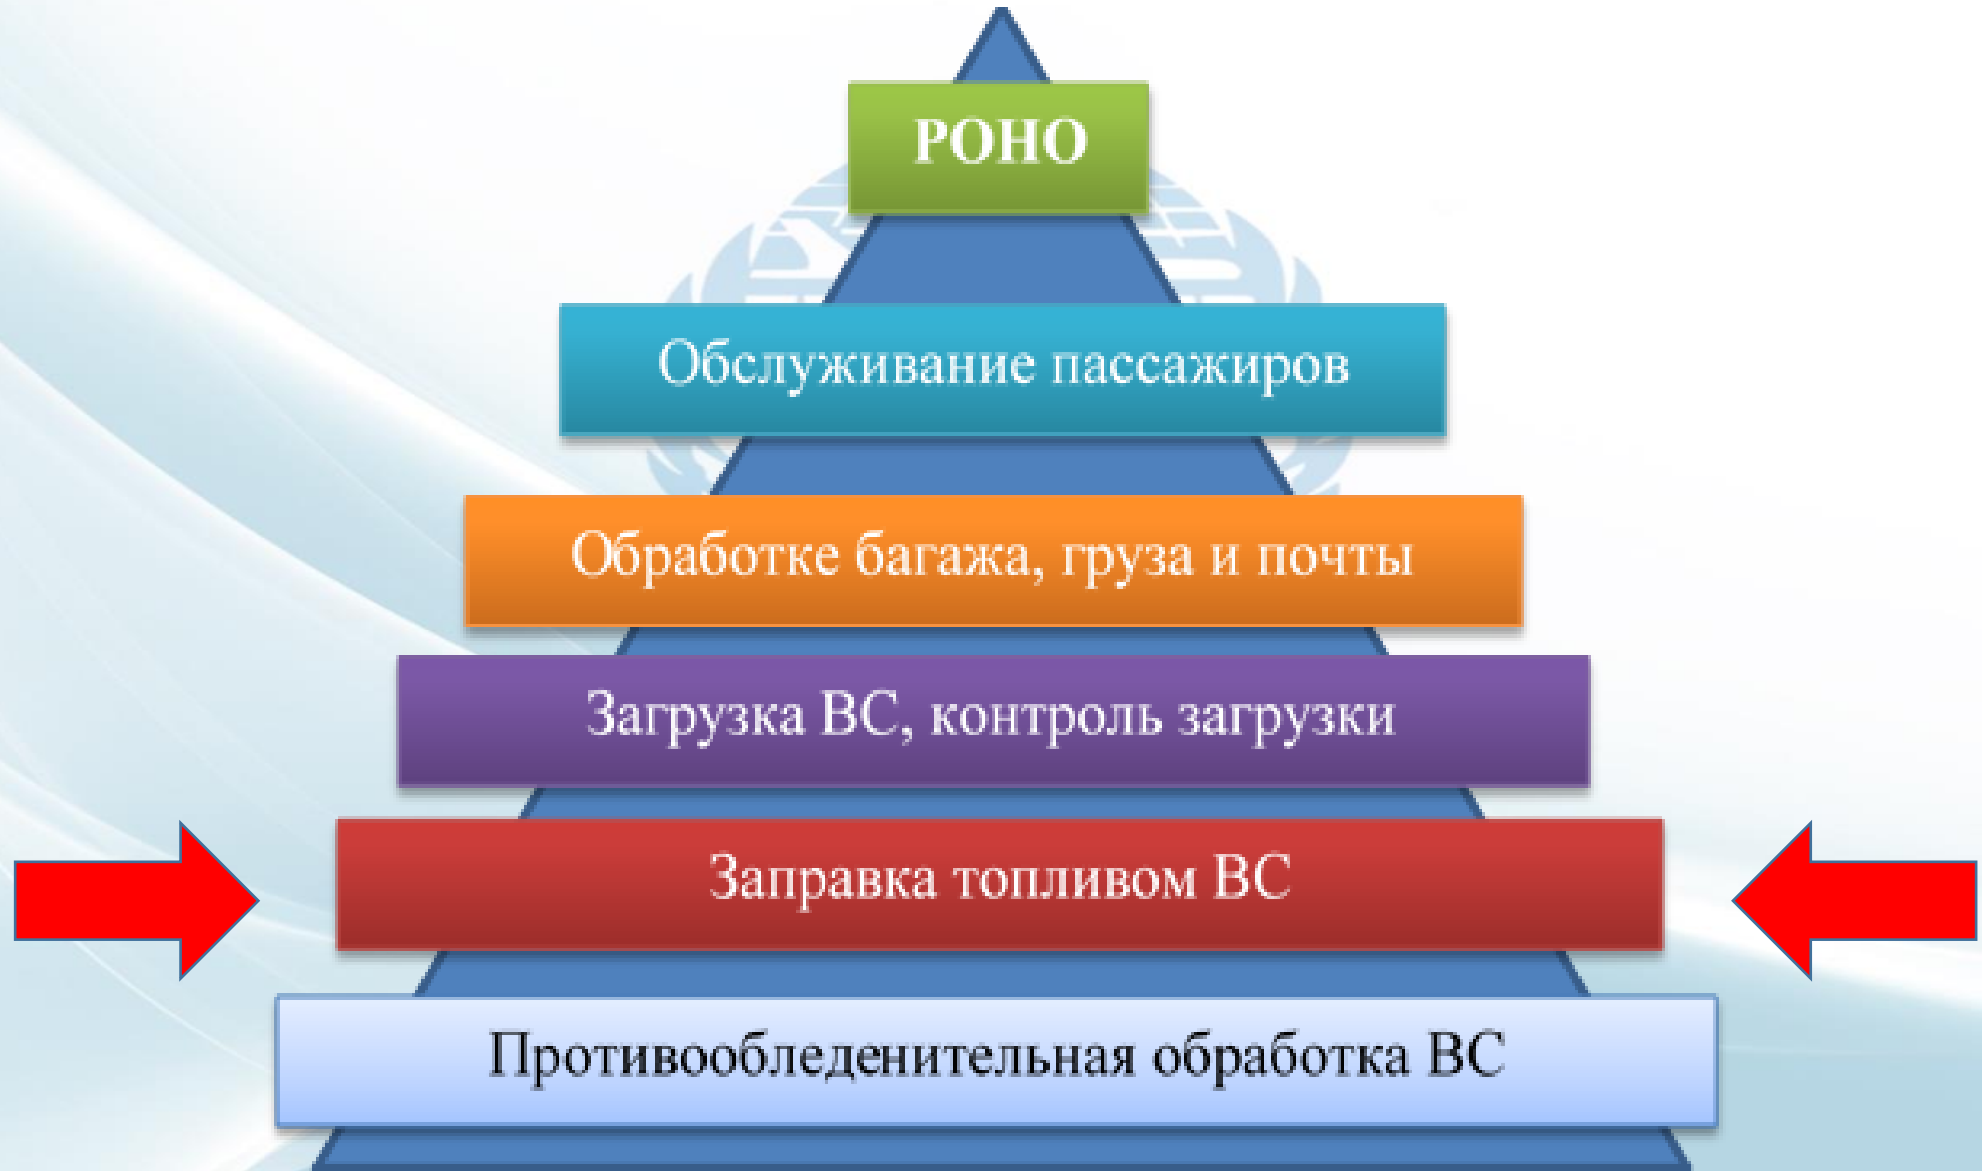 РОНО
Обслуживание пассажиров
Обработке багажа, груза и почты
Загрузка ВС, контроль загрузки
Заправка топливом ВС
Противообледенительная обработка ВС